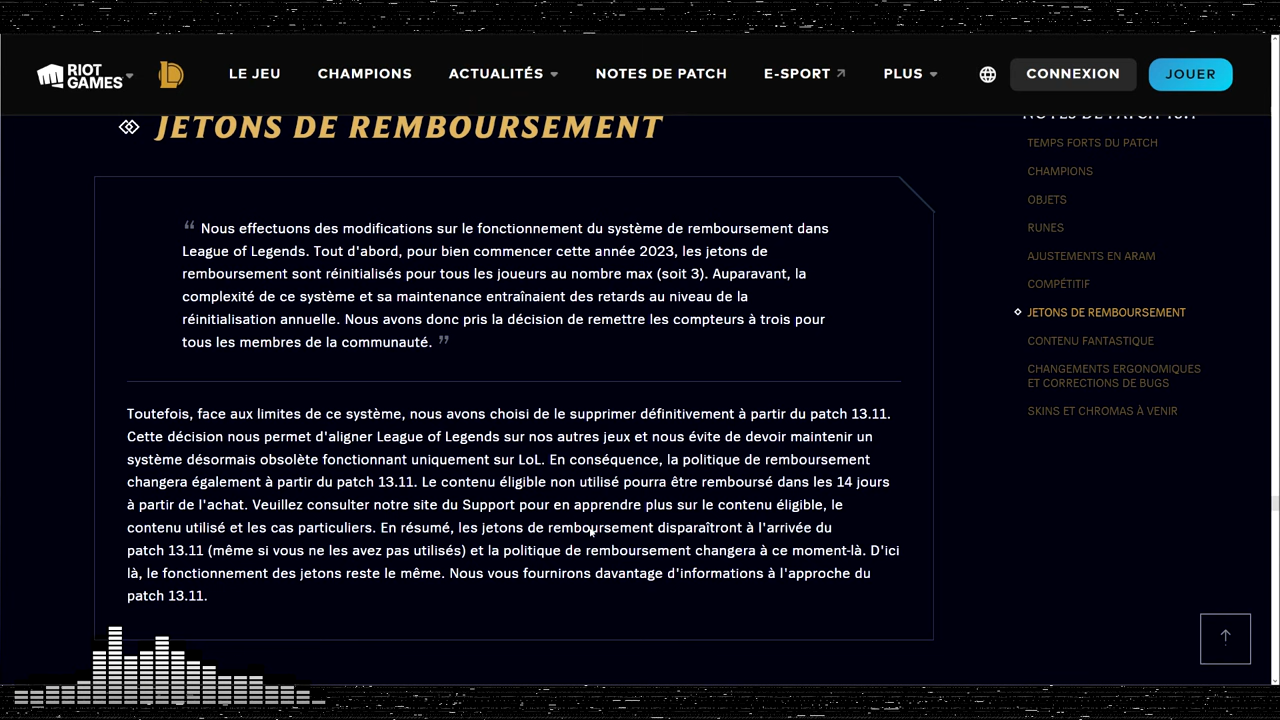 RIOT GAMES
LE JEU
CHAMPIONS
ACTUALITÉS
NOTES DE PATCH
E-SPORT
PLUS
CONNEXION
JOUER
JETONS DE REMBOURSEMENT
“ Nous effectuons des modifications sur le fonctionnement du système de remboursement dans
League of Legends. Tout d'abord, pour bien commencer cette année 2023, les jetons de
remboursement sont réinitialisés pour tous les joueurs au nombre max (soit 3). Auparavant, la
complexité de ce système et sa maintenance entraînaient des retards au niveau de la
réinitialisation annuelle. Nous avons donc pris la décision de remettre les compteurs à trois pour
tous les membres de la communauté. ”
Toutefois, face aux limites de ce système, nous avons choisi de le supprimer définitivement à partir du patch 13.11.
Cette décision nous permet d'aligner League of Legends sur nos autres jeux et nous évite de devoir maintenir un
système désormais obsolète fonctionnant uniquement sur LoL. En conséquence, la politique de remboursement
changera également à partir du patch 13.11. Le contenu éligible non utilisé pourra être remboursé dans les 14 jours
à partir de l'achat. Veuillez consulter notre site du Support pour en apprendre plus sur le contenu éligible, le
contenu utilisé et les cas particuliers. En résumé, les jetons de remboursement disparaîtront à l'arrivée du
patch 13.11 (même si vous ne les avez pas utilisés) et la politique de remboursement changera à ce moment-là. D'ici
là, le fonctionnement des jetons reste le même. Nous vous fournirons davantage d'informations à l'approche du
patch 13.11.
NOTES DE PATCH
TEMPS FORTS DU PATCH
CHAMPIONS
OBJETS
RUNES
AJUSTEMENTS EN ARAM
COMPÉTITIF
JETONS DE REMBOURSEMENT
CONTENU FANTASTIQUE
CHANGEMENTS ERGONOMIQUES
ET CORRECTIONS DE BUGS
SKINS ET CHROMAS À VENIR